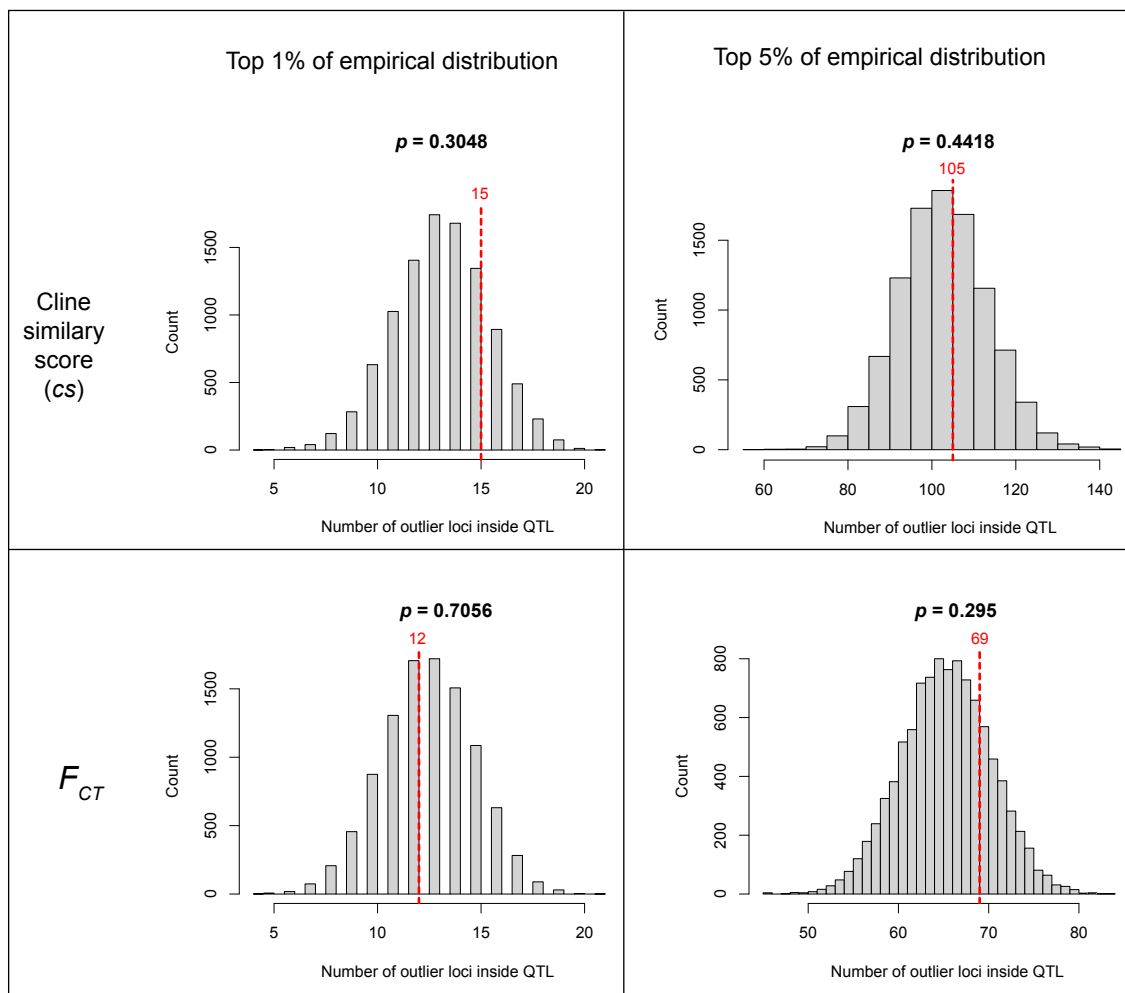 Top 1% of empirical distribution
Top 5% of empirical distribution
Cline
similary
score
(cs)
p = 0.3048
15
Count
0
500
1000
1500
5 10 15 20
Number of outlier loci inside QTL
p = 0.4418
105
Count
0
500
1000
1500
60 80 100 120 140
Number of outlier loci inside QTL
F_CT
p = 0.7056
12
Count
0
500
1000
1500
5 10 15 20
Number of outlier loci inside QTL
p = 0.295
69
Count
0
200
400
600
800
50 60 70 80
Number of outlier loci inside QTL